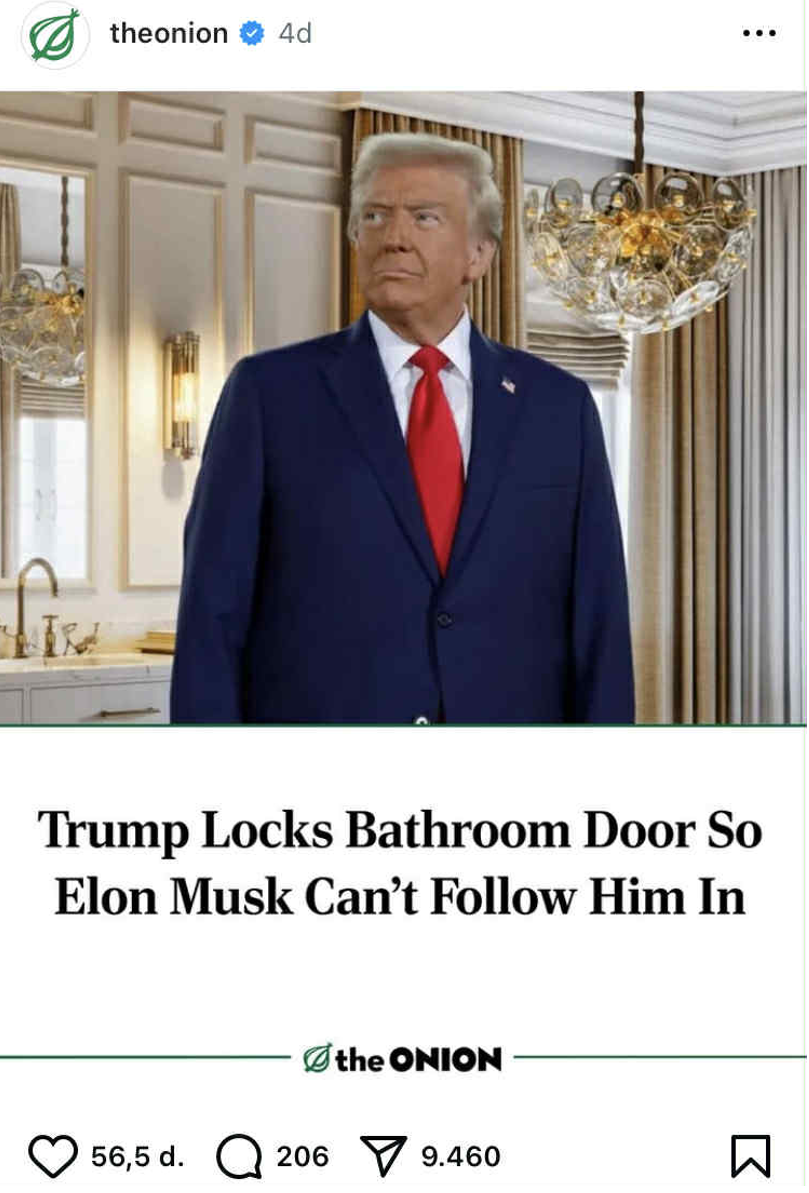 theonion 4d
Trump Locks Bathroom Door So
Elon Musk Can’t Follow Him In
the ONION
56,5 d. 206 9.460